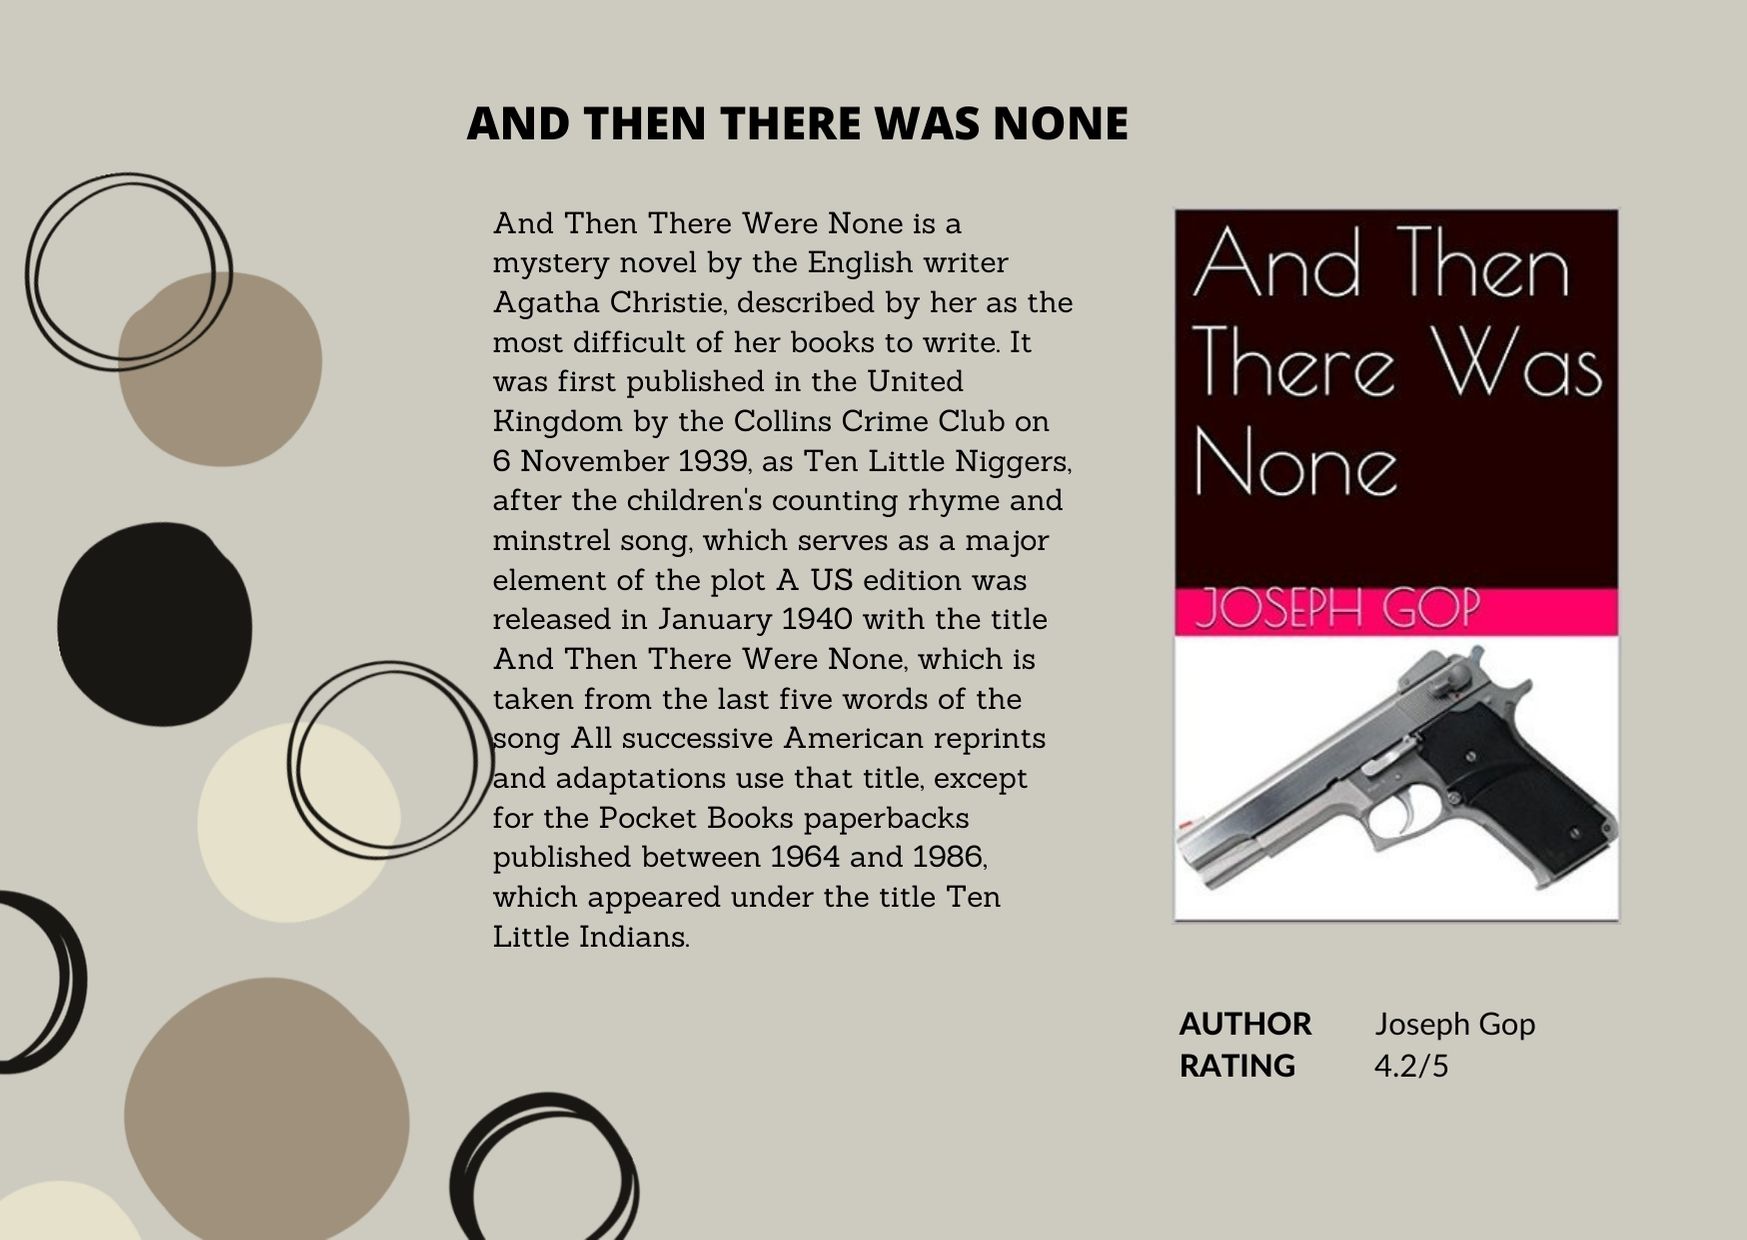 AND THEN THERE WAS NONE
And Then There Were None is a
mystery novel by the English writer
Agatha Christie, described by her as the
most difficult of her books to write. It
was first published in the United
Kingdom by the Collins Crime Club on
6 November 1939, as Ten Little Niggers,
after the children's counting rhyme and
minstrel song, which serves as a major
element of the plot A US edition was
released in January 1940 with the title
And Then There Were None, which is
taken from the last five words of the
song All successive American reprints
and adaptations use that title, except
for the Pocket Books paperbacks
published between 1964 and 1986,
which appeared under the title Ten
Little Indians.
And Then
There Was
None
JOSEPH GOP
AUTHOR Joseph Gop
RATING 4.2/5